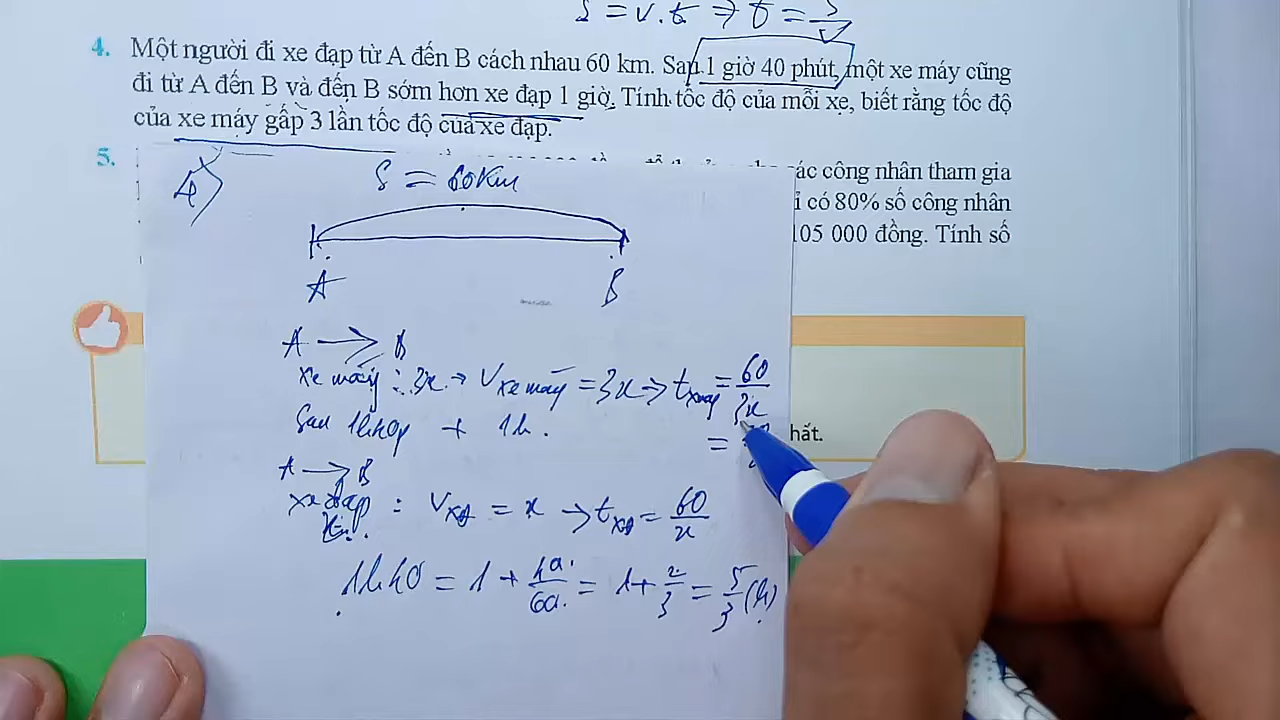 S = v.t ⇒ t = S/v
4. Một người đi xe đạp từ A đến B cách nhau 60 km. Sau 1 giờ 40 phút, một xe máy cũng
đi từ A đến B và đến B sớm hơn xe đạp 1 giờ. Tính tốc độ của mỗi xe, biết rằng tốc độ
của xe máy gấp 3 lần tốc độ của xe đạp.
5.
ác công nhân tham gia
có 80% số công nhân
105 000 đồng. Tính số
4)
S = 60km
A B
A → B
xe máy : 3x → V xe máy = 3x → t xmáy = 60/3x
Sau 1h40p + 1h. =
hất.
A → B
xe đạp : Vxđ = x → txđ = 60/x
1h40 = 1 + 40/60 = 1 + 2/3 = 5/3 (h)